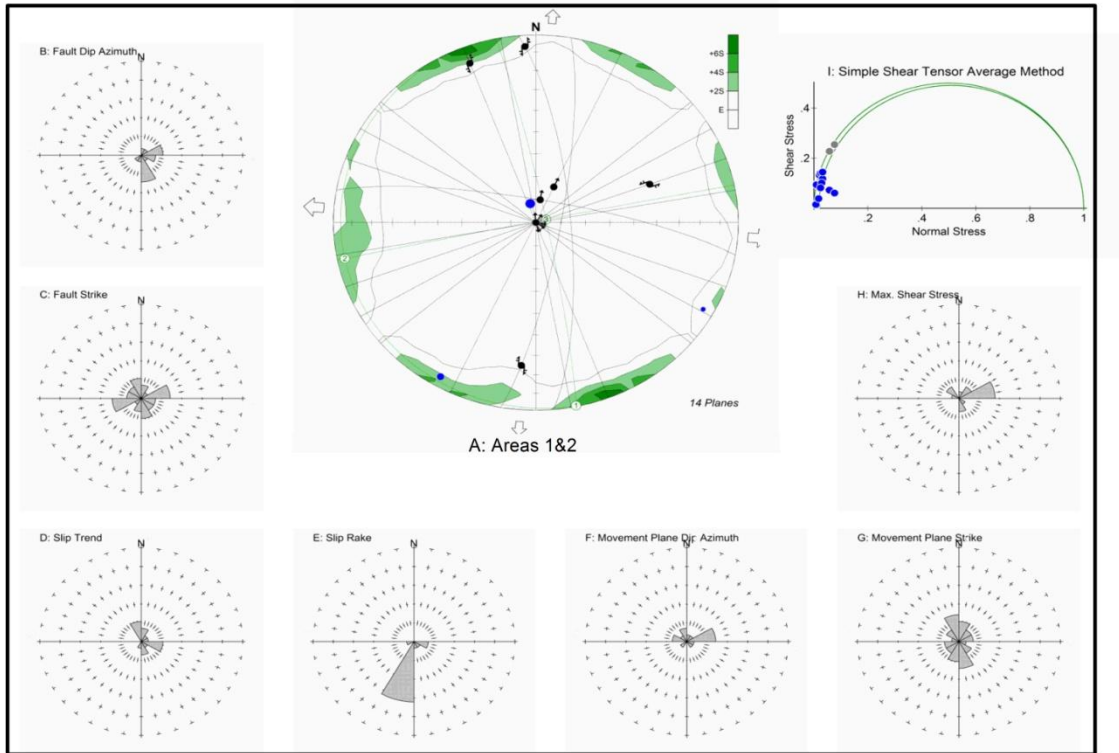 B: Fault Dip Azimuth
N
N
+6S
+4S
+2S
E
2
1
14 Planes
A: Areas 1&2
I: Simple Shear Tensor Average Method
Shear Stress
.4
.2
.2
.4
.6
.8
1
Normal Stress
C: Fault Strike
N
H: Max. Shear Stress
N
D: Slip Trend
N
E: Slip Rake
N
F: Movement Plane Dip Azimuth
N
G: Movement Plane Strike
N